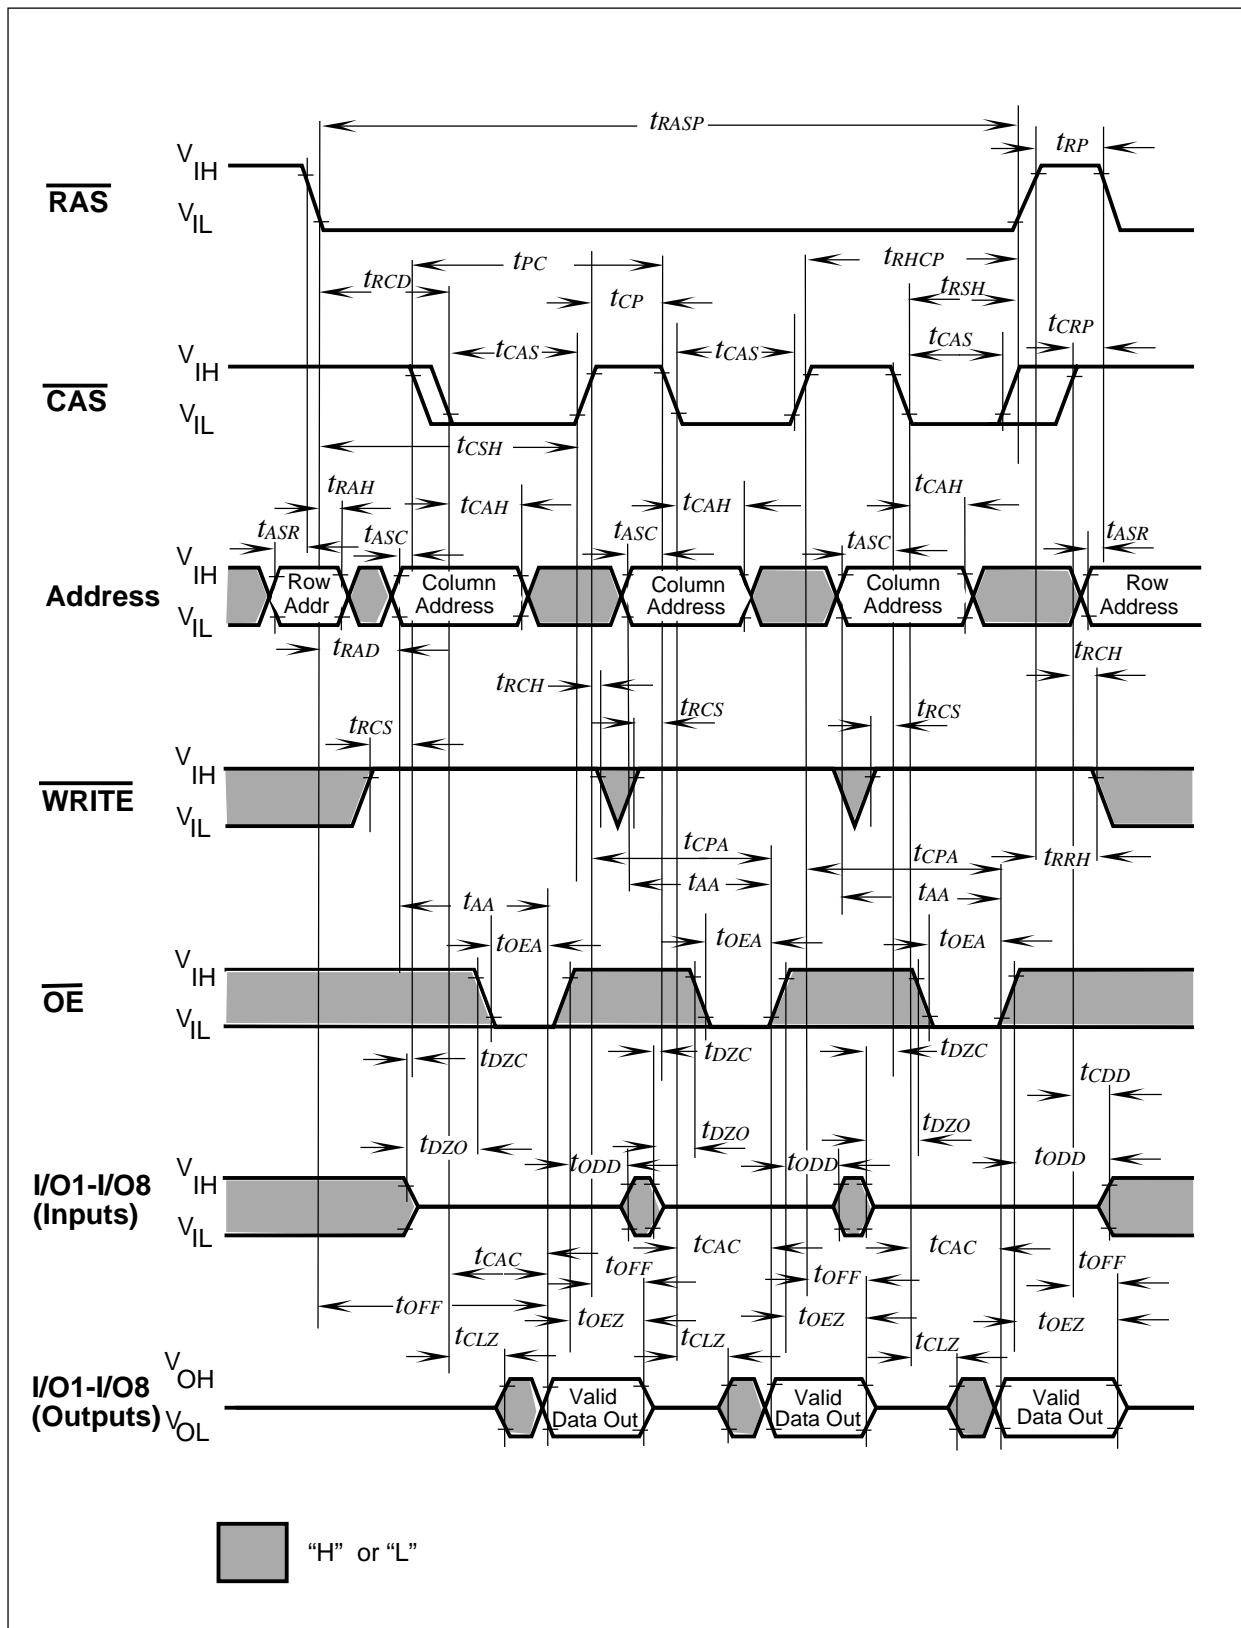 tRASP
tRP
VIH
RAS
VIL
tPC
tRHCP
tRCD
tRSH
tCP
tCRP
tCAS
tCAS
tCAS
VIH
CAS
VIL
tCSH
tRAH
tCAH
tCAH
tCAH
tASR
tASC
tASC
tASC
tASR
VIH
Address
VIL
Row Addr
Column Address
Column Address
Column Address
Row Address
tRAD
tRCH
tRCH
tRCS
tRCS
tRCS
VIH
WRITE
VIL
tCPA
tCPA
tRRH
tAA
tAA
tAA
tOEA
tOEA
tOEA
VIH
OE
VIL
tDZC
tDZC
tDZC
tCDD
tDZO
tDZO
tDZO
tODD
tODD
tODD
I/O1-I/O8
(Inputs)
VIH
VIL
tCAC
tCAC
tCAC
tOFF
tOFF
tOFF
tOFF
tOEZ
tOEZ
tOEZ
tCLZ
tCLZ
tCLZ
I/O1-I/O8
(Outputs)
VOH
VOL
Valid
Data Out
Valid
Data Out
Valid
Data Out
“H” or “L”